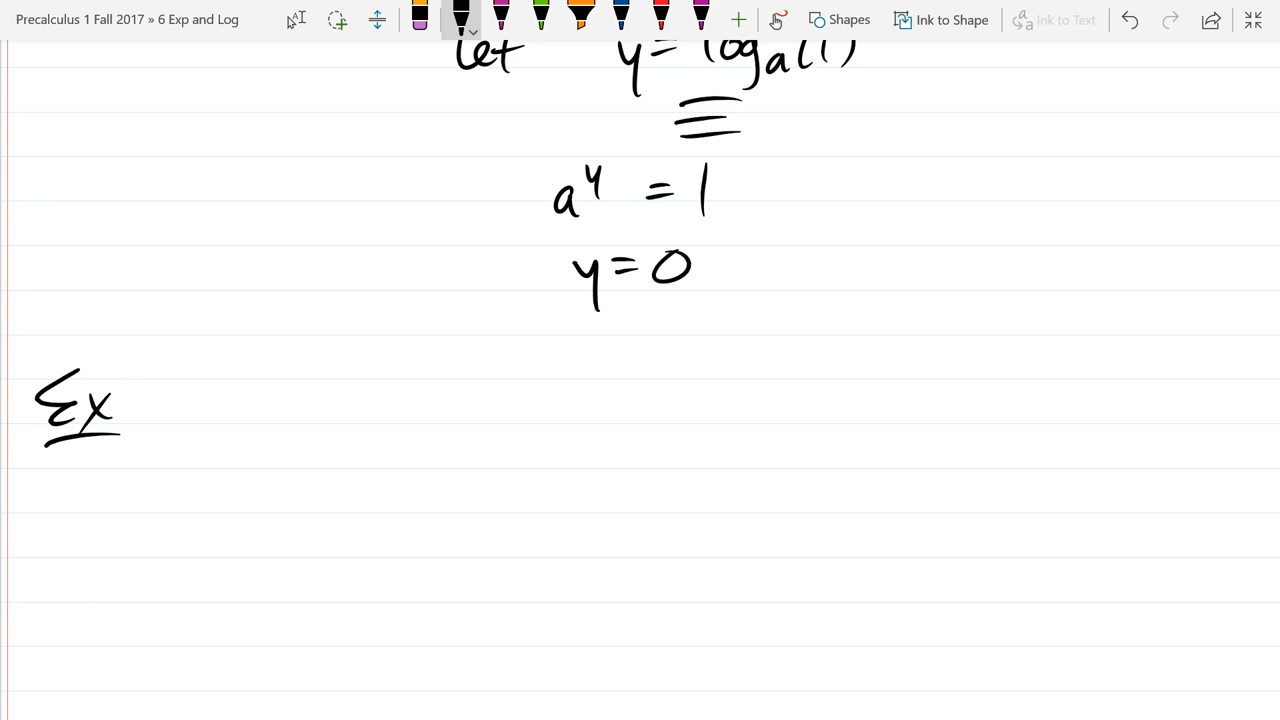 Precalculus 1 Fall 2017 » 6 Exp and Log Shapes Ink to Shape Ink to Text
let y = log_a(1)
a^y = 1
y = 0
Ex